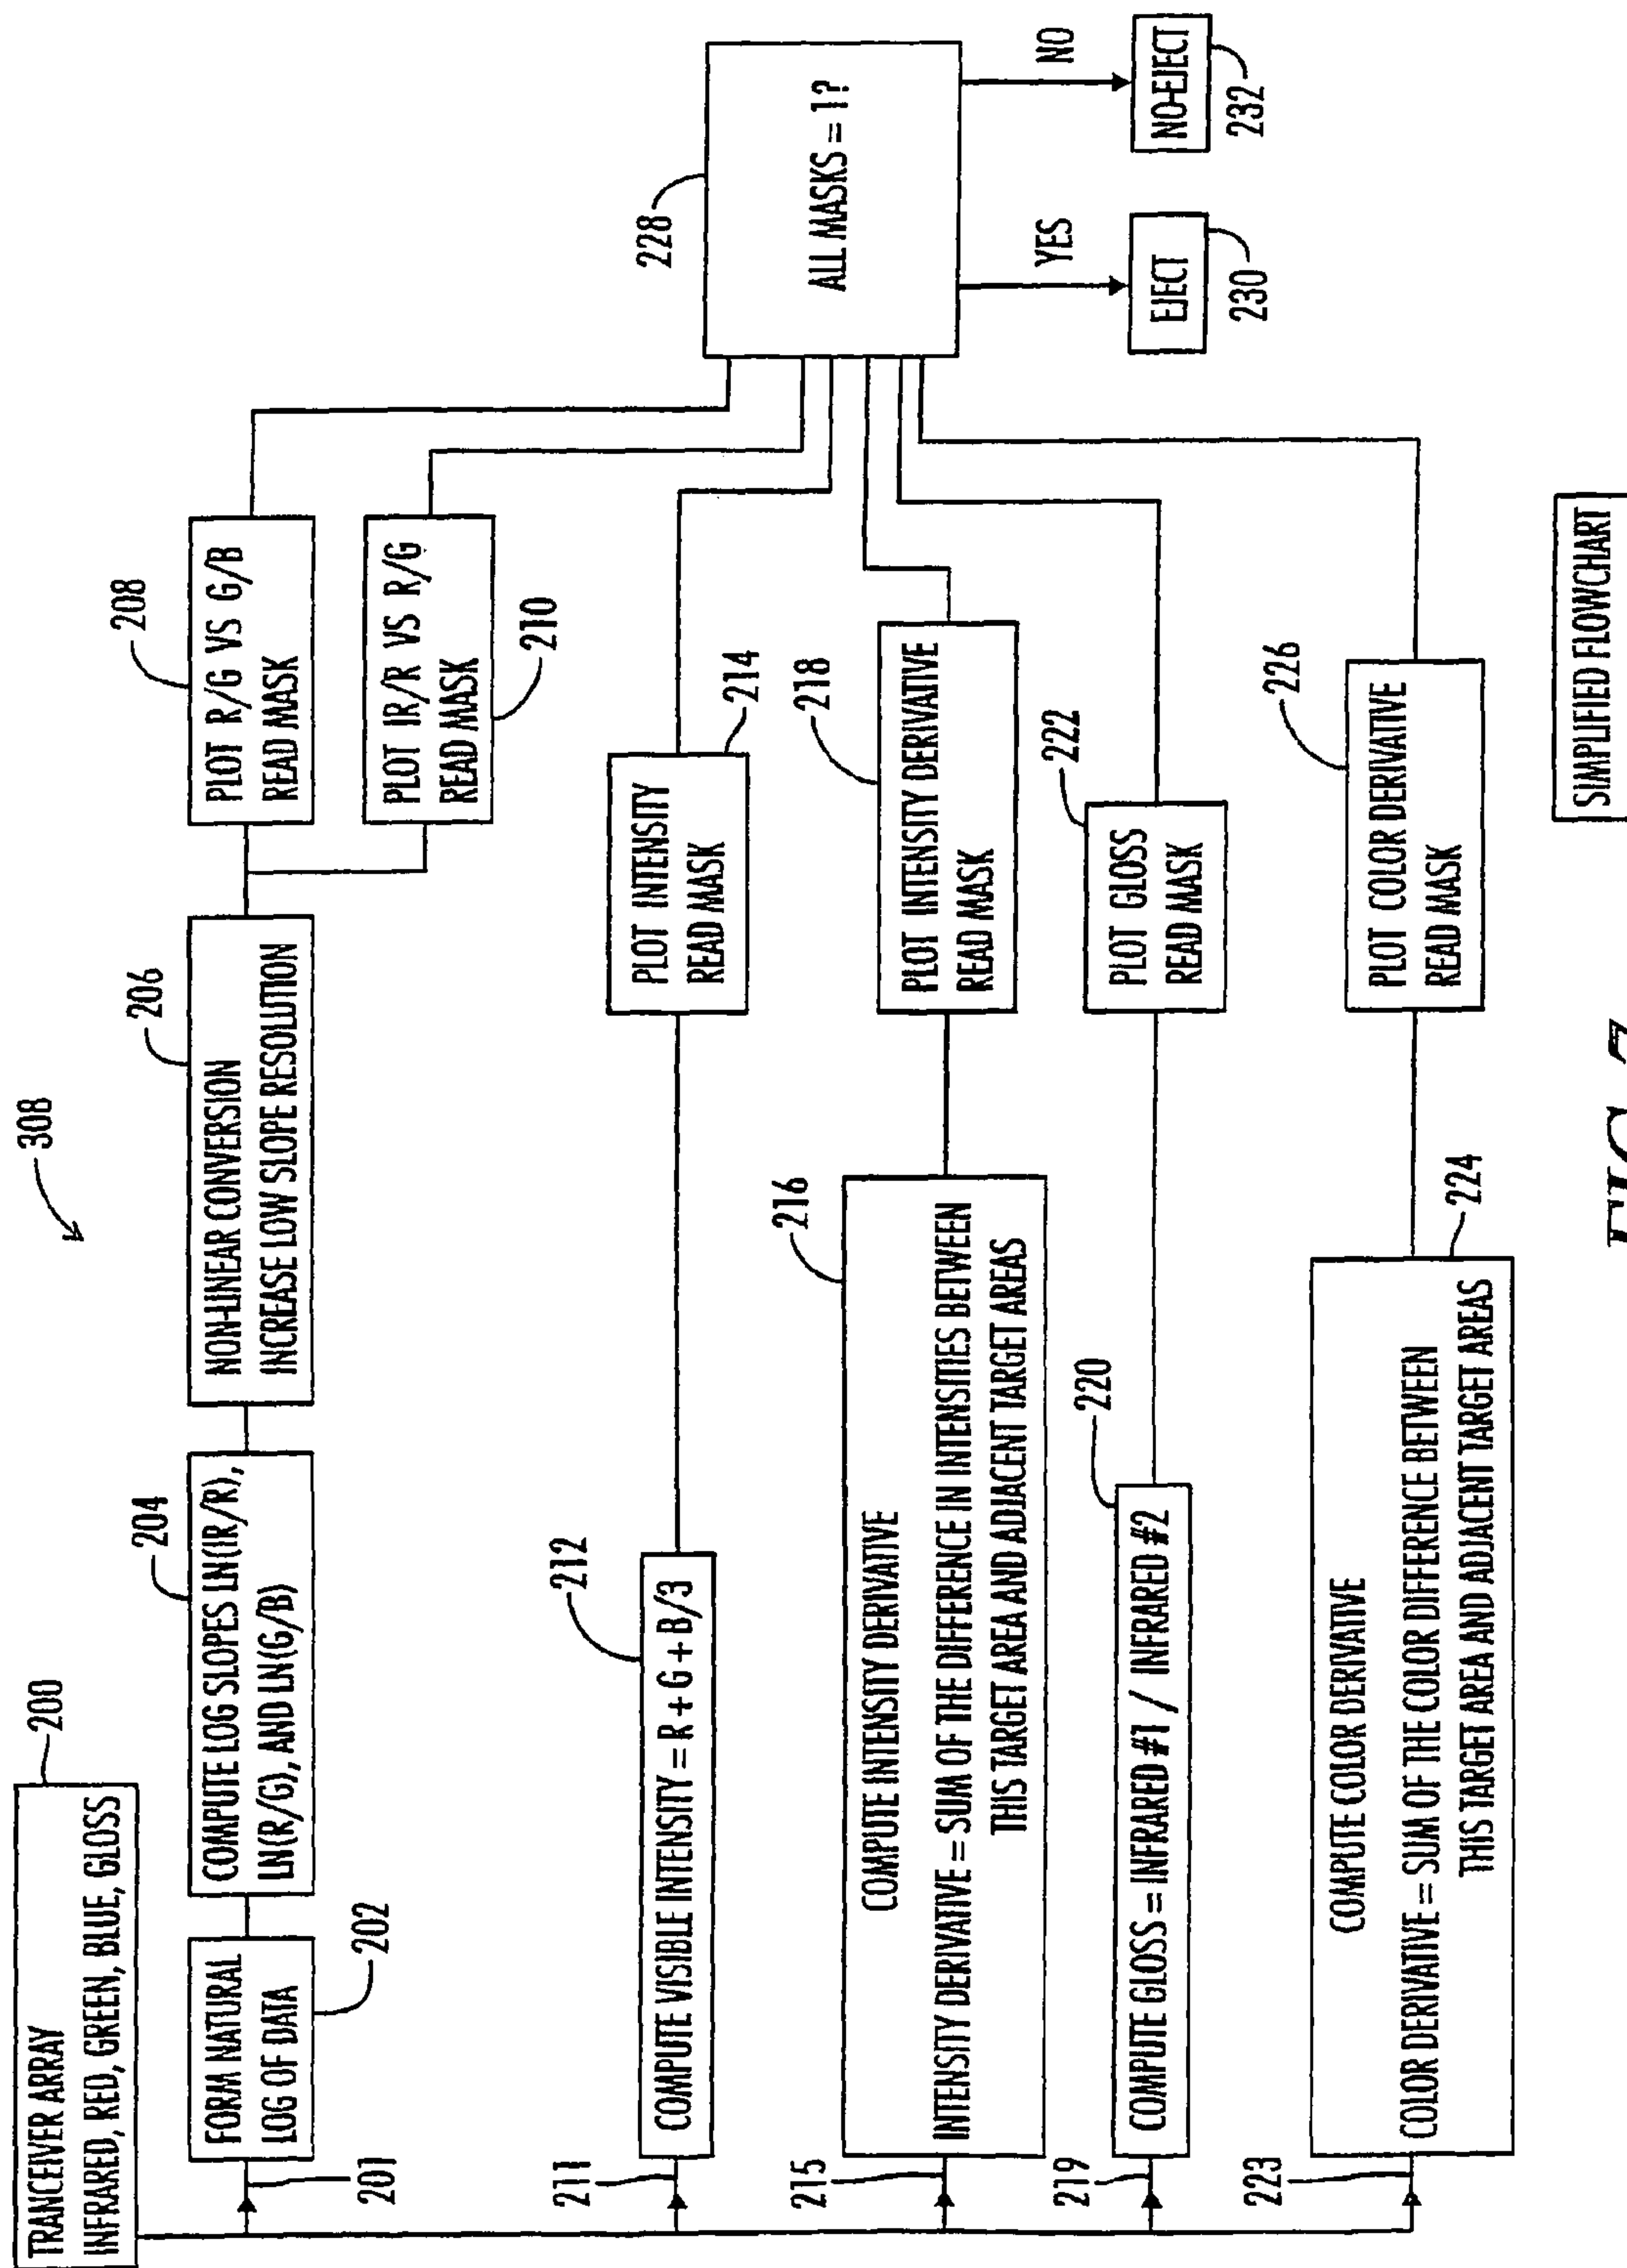 308
TRANCEIVER ARRAY
INFRARED, RED, GREEN, BLUE, GLOSS
200
201
FORM NATURAL
LOG OF DATA
202
COMPUTE LOG SLOPES LN(IR/R),
LN(R/G), AND LN(G/B)
204
NON-LINEAR CONVERSION
INCREASE LOW SLOPE RESOLUTION
206
PLOT R/G VS G/B
READ MASK
208
PLOT IR/R VS R/G
READ MASK
210
211
COMPUTE VISIBLE INTENSITY = R + G + B/3
212
PLOT INTENSITY
READ MASK
214
215
COMPUTE INTENSITY DERIVATIVE
INTENSITY DERIVATIVE = SUM OF THE DIFFERENCE IN INTENSITIES BETWEEN
THIS TARGET AREA AND ADJACENT TARGET AREAS
216
PLOT INTENSITY DERIVATIVE
READ MASK
218
219
COMPUTE GLOSS = INFRARED #1 / INFRARED #2
220
PLOT GLOSS
READ MASK
222
223
COMPUTE COLOR DERIVATIVE
COLOR DERIVATIVE = SUM OF THE COLOR DIFFERENCE BETWEEN
THIS TARGET AREA AND ADJACENT TARGET AREAS
224
PLOT COLOR DERIVATIVE
READ MASK
226
ALL MASKS = 1?
228
YES
NO
EJECT
230
NO-EJECT
232
SIMPLIFIED FLOWCHART